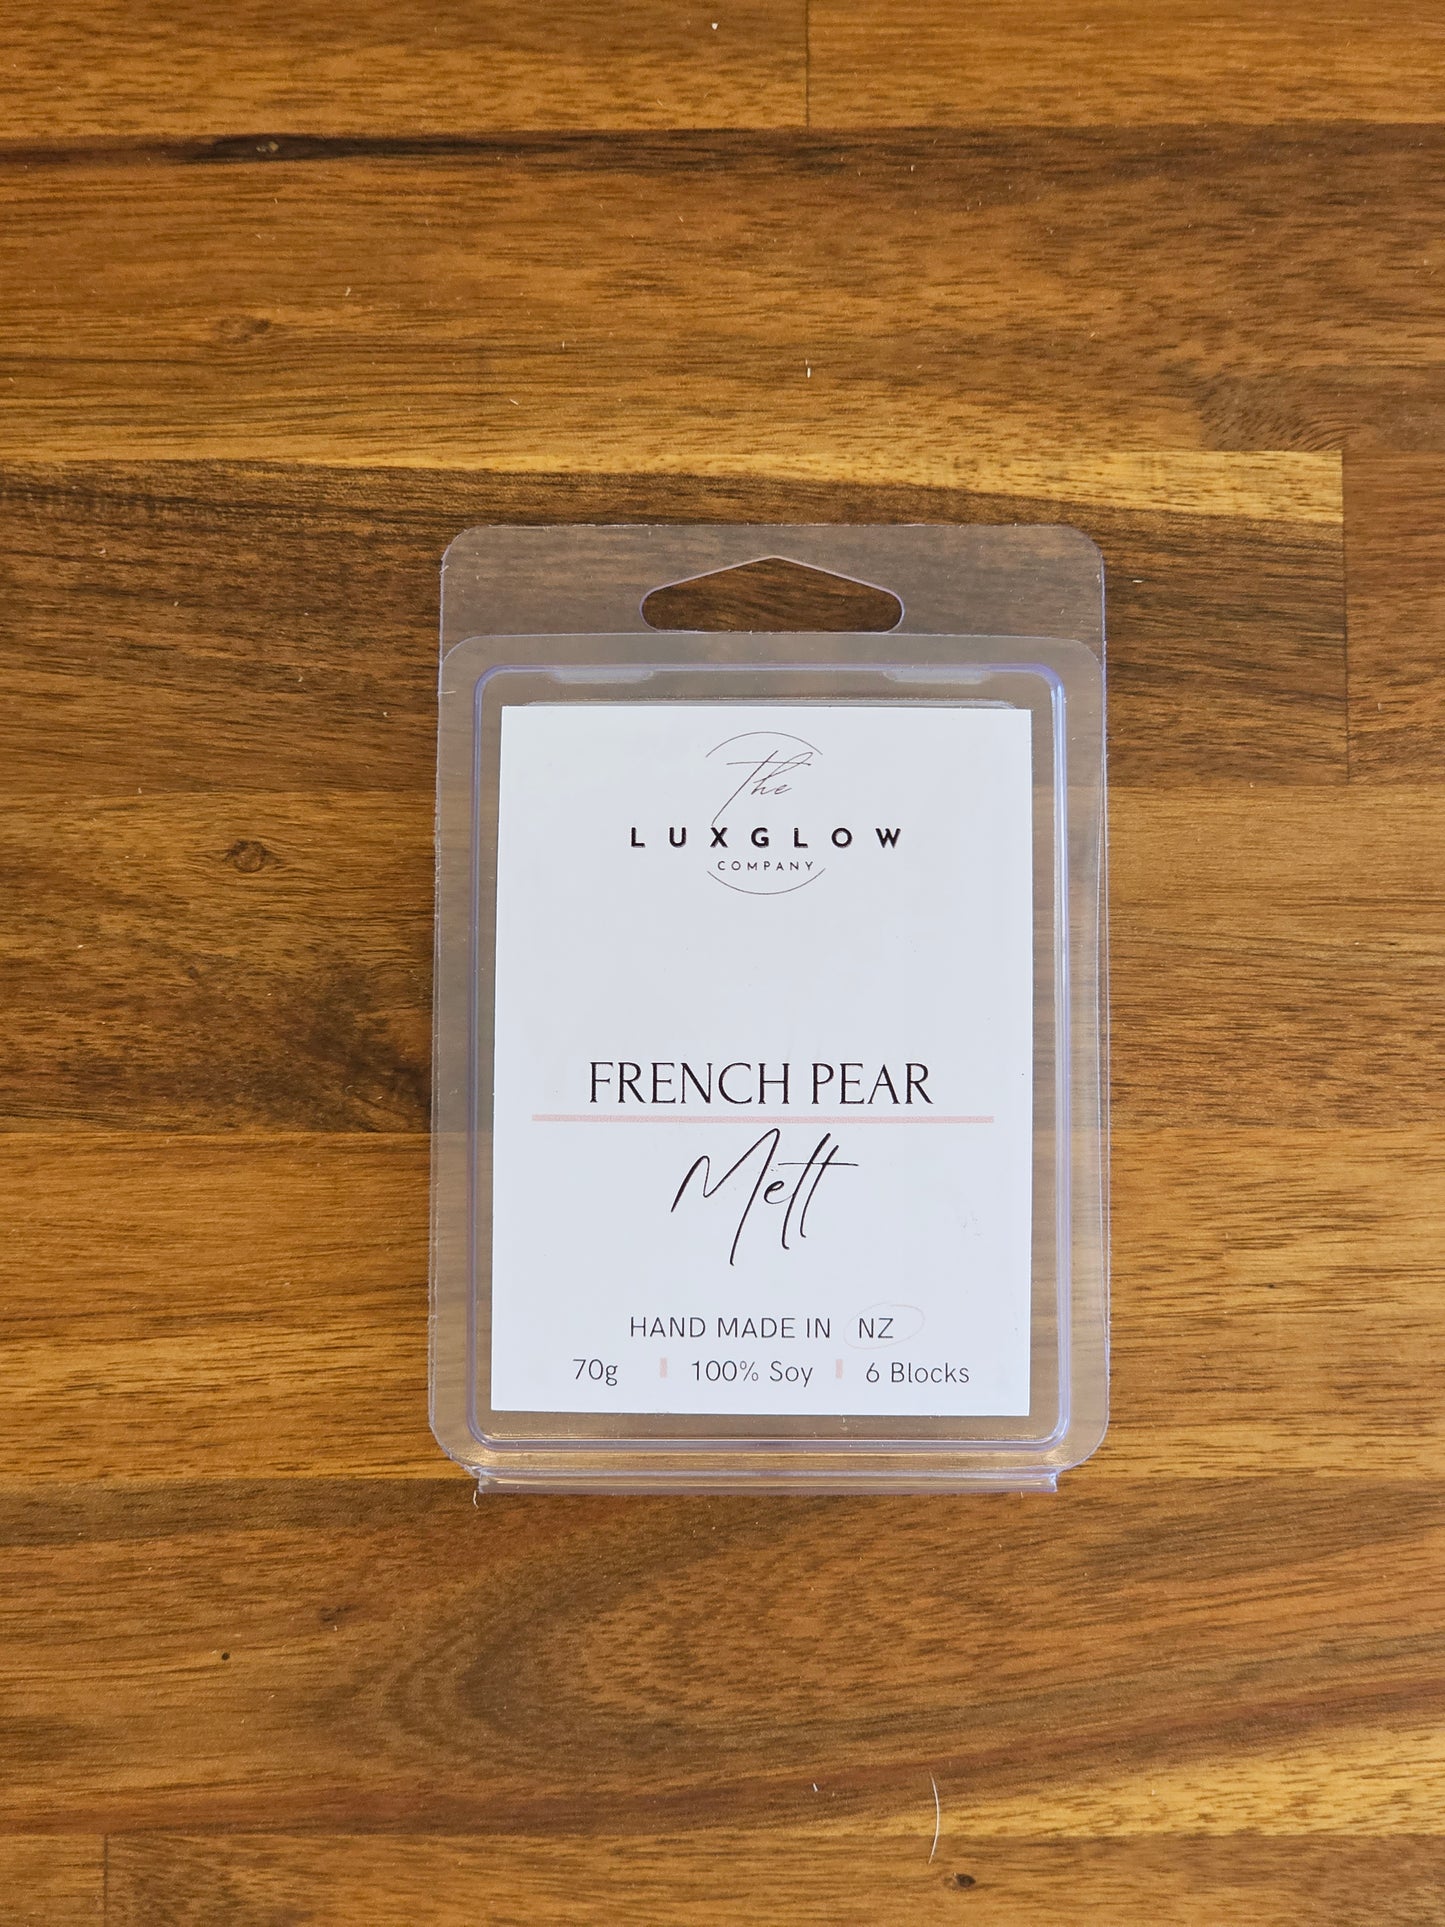 The
LUXGLOW
COMPANY
FRENCH PEAR
Melt
HAND MADE IN NZ
70g 100% Soy 6 Blocks